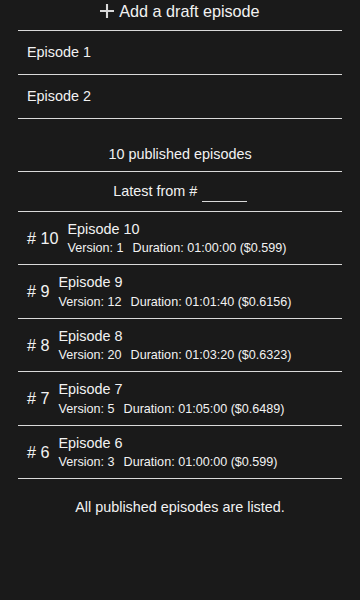 Add a draft episode
Episode 1
Episode 2
10 published episodes
Latest from #
# 10 Episode 10
Version: 1 Duration: 01:00:00 ($0.599)
# 9 Episode 9
Version: 12 Duration: 01:01:40 ($0.6156)
# 8 Episode 8
Version: 20 Duration: 01:03:20 ($0.6323)
# 7 Episode 7
Version: 5 Duration: 01:05:00 ($0.6489)
# 6 Episode 6
Version: 3 Duration: 01:00:00 ($0.599)
All published episodes are listed.